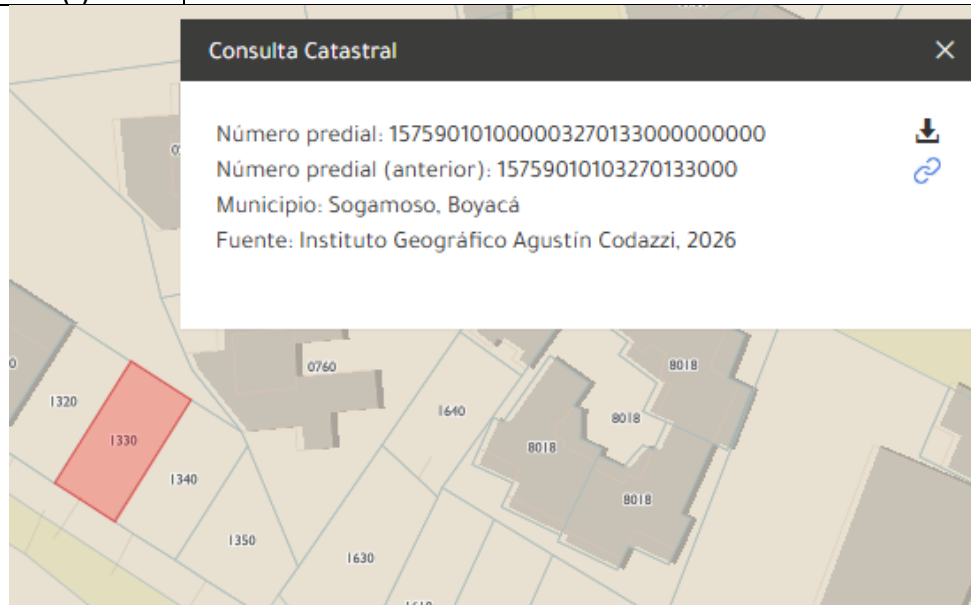 Consulta Catastral
Número predial: 157590101000003270133000000000
Número predial (anterior): 15759010103270133000
Municipio: Sogamoso, Boyacá
Fuente: Instituto Geográfico Agustín Codazzi, 2026
0760
8018
1320
1640
8018
1330
8018
1340
8018
1350
1630